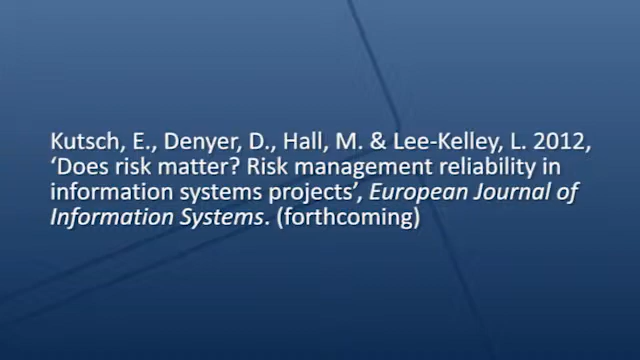 Kutsch, E., Denyer, D., Hall, M. & Lee-Kelley, L. 2012,
‘Does risk matter? Risk management reliability in
information systems projects’, European Journal of
Information Systems. (forthcoming)